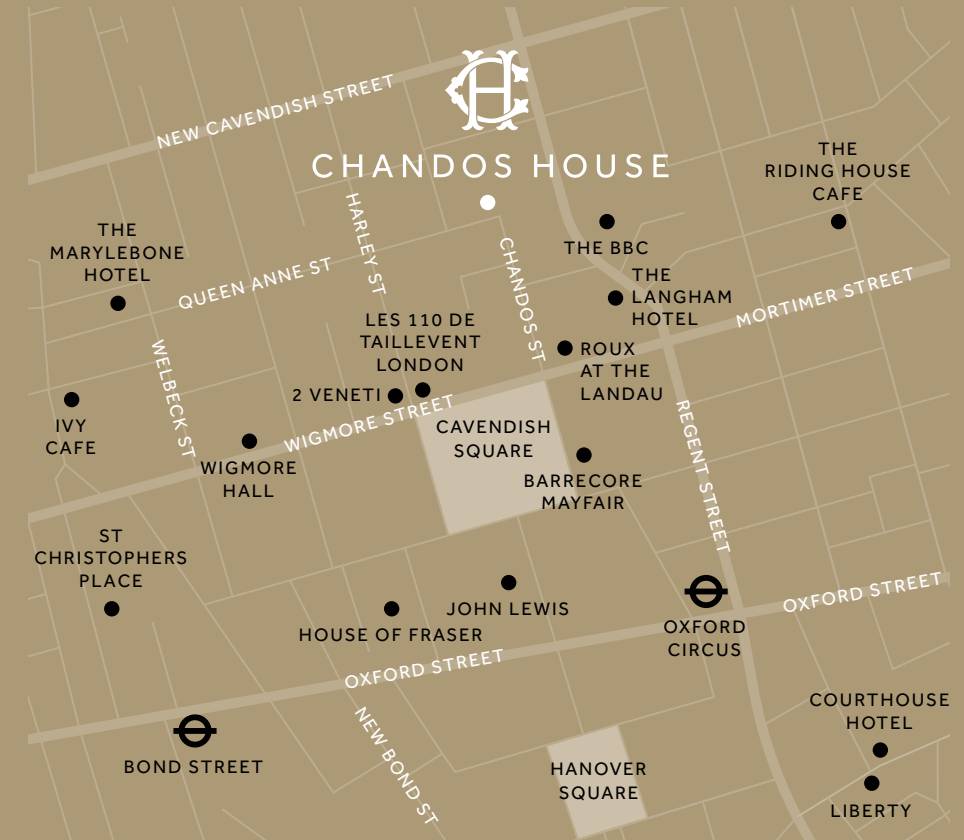 NEW CAVENDISH STREET
CH
CHANDOS HOUSE
THE
RIDING HOUSE
CAFE
HARLEY ST
THE
MARYLEBONE
HOTEL
QUEEN ANNE ST
CHANDOS ST
THE BBC
THE
LANGHAM
HOTEL
MORTIMER STREET
LES 110 DE
TAILLEVENT
LONDON
ROUX
AT THE
LANDAU
WELBECK ST
2 VENETI
WIGMORE STREET
IVY
CAFE
WIGMORE
HALL
CAVENDISH
SQUARE
BARRECORE
MAYFAIR
REGENT STREET
ST
CHRISTOPHERS
PLACE
HOUSE OF FRASER
JOHN LEWIS
OXFORD
CIRCUS
OXFORD STREET
OXFORD STREET
COURTHOUSE
HOTEL
BOND STREET
NEW BOND ST
HANOVER
SQUARE
LIBERTY